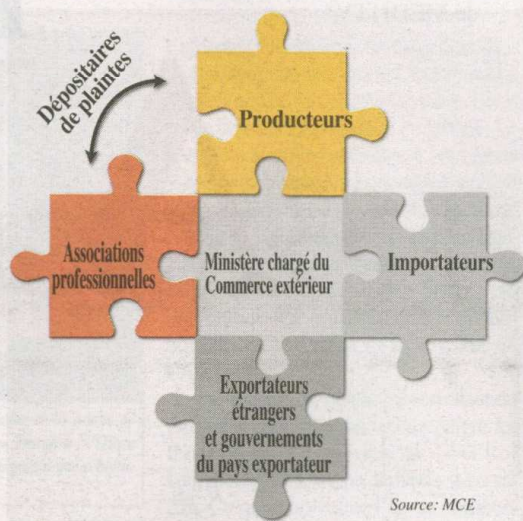 Dépositaires
de plaintes
Producteurs
Associations
professionnelles
Ministère chargé du
Commerce extérieur
Importateurs
Exportateurs
étrangers
et gouvernements
du pays exportateur
Source: MCE